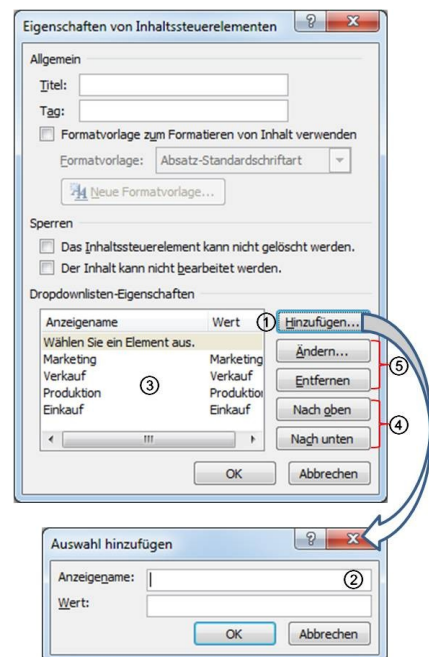 Eigenschaften von Inhaltssteuerelementen
Allgemein
Titel:
Tag:
Formatvorlage zum Formatieren von Inhalt verwenden
Formatvorlage: Absatz-Standardschriftart
Neue Formatvorlage...
Sperren
Das Inhaltssteuerelement kann nicht gelöscht werden.
Der Inhalt kann nicht bearbeitet werden.
Dropdownlisten-Eigenschaften
Anzeigename Wert ① Hinzufügen...
Wählen Sie ein Element aus.
Marketing Marketing
Verkauf Verkauf
Produktion Produktion
Einkauf Einkauf
③
Ändern...
Entfernen
⑤
Nach oben
Nach unten
④
OK Abbrechen
Auswahl hinzufügen
Anzeigename: ②
Wert:
OK Abbrechen